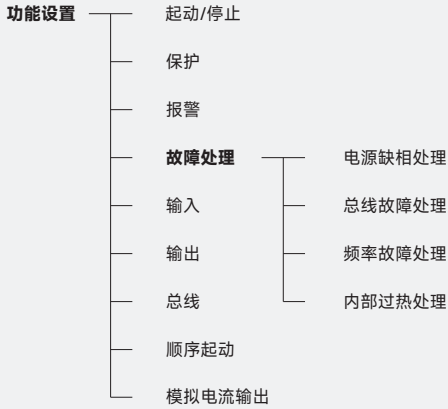 功能设置
起动/停止
保护
报警
故障处理
电源缺相处理
输入
总线故障处理
输出
频率故障处理
总线
内部过热处理
顺序起动
模拟电流输出